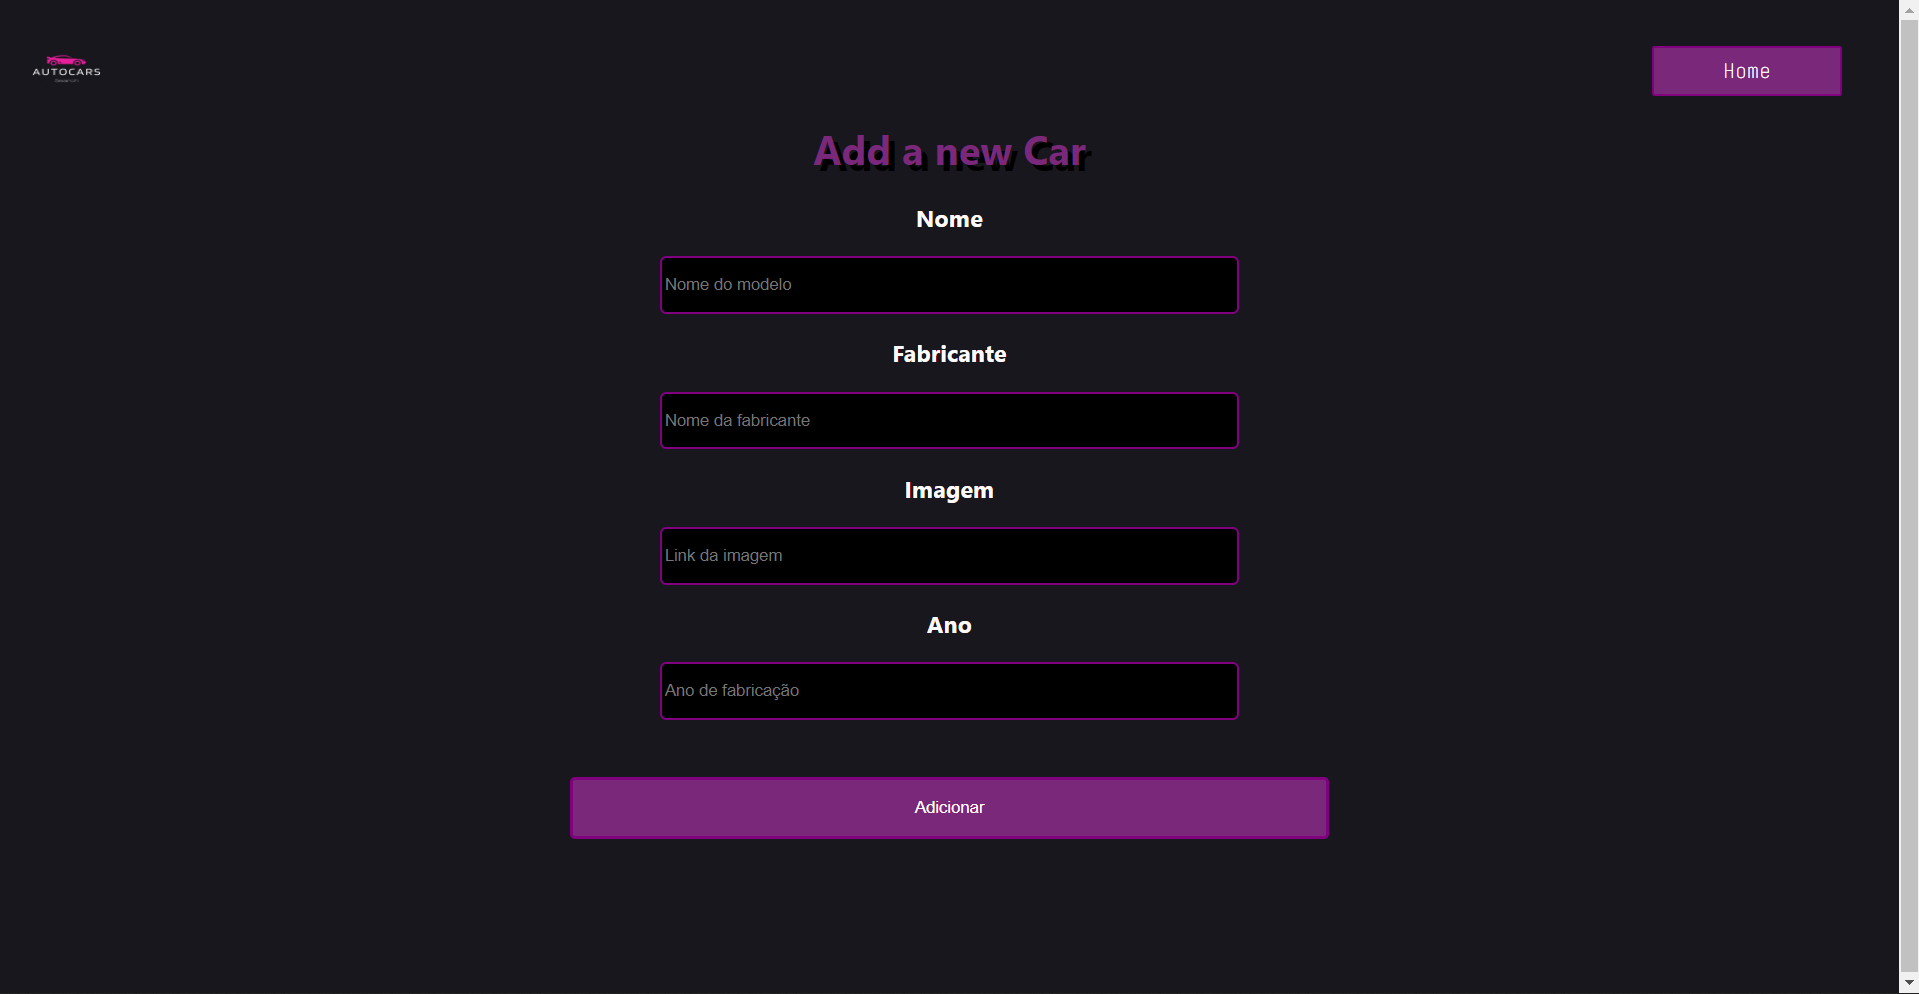 AUTOCARS
Home
Add a new Car
Nome
Nome do modelo
Fabricante
Nome da fabricante
Imagem
Link da imagem
Ano
Ano de fabricação
Adicionar